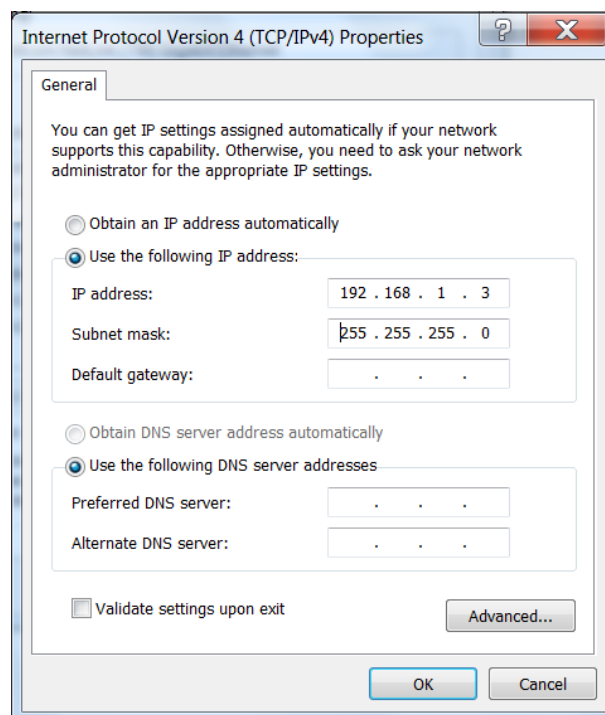 Internet Protocol Version 4 (TCP/IPv4) Properties
General
You can get IP settings assigned automatically if your network
supports this capability. Otherwise, you need to ask your network
administrator for the appropriate IP settings.
Obtain an IP address automatically
Use the following IP address:
IP address: 192 . 168 . 1 . 3
Subnet mask: 255 . 255 . 255 . 0
Default gateway: . . .
Obtain DNS server address automatically
Use the following DNS server addresses
Preferred DNS server: . . .
Alternate DNS server: . . .
Validate settings upon exit
Advanced...
OK Cancel